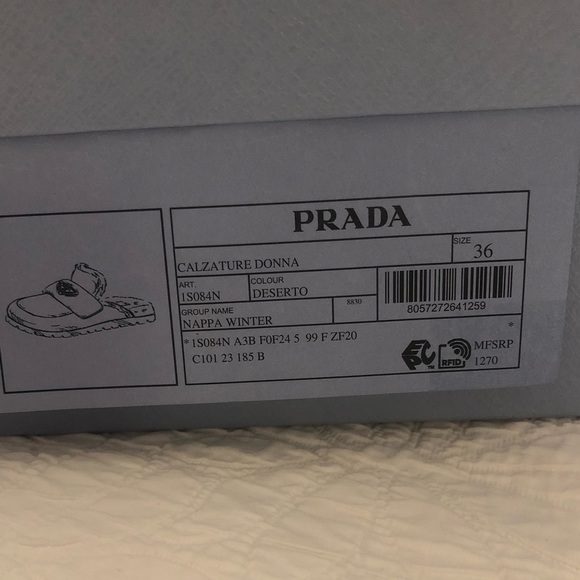 PRADA
CALZATURE DONNA
SIZE
36
ART.
1S084N
COLOUR
DESERTO
GROUP NAME
NAPPA WINTER
8830
8057272641259
*1S084N A3B F0F24 5 99 F ZF20 *
C101 23 185 B
EPC™
RFID
MFSRP
1270